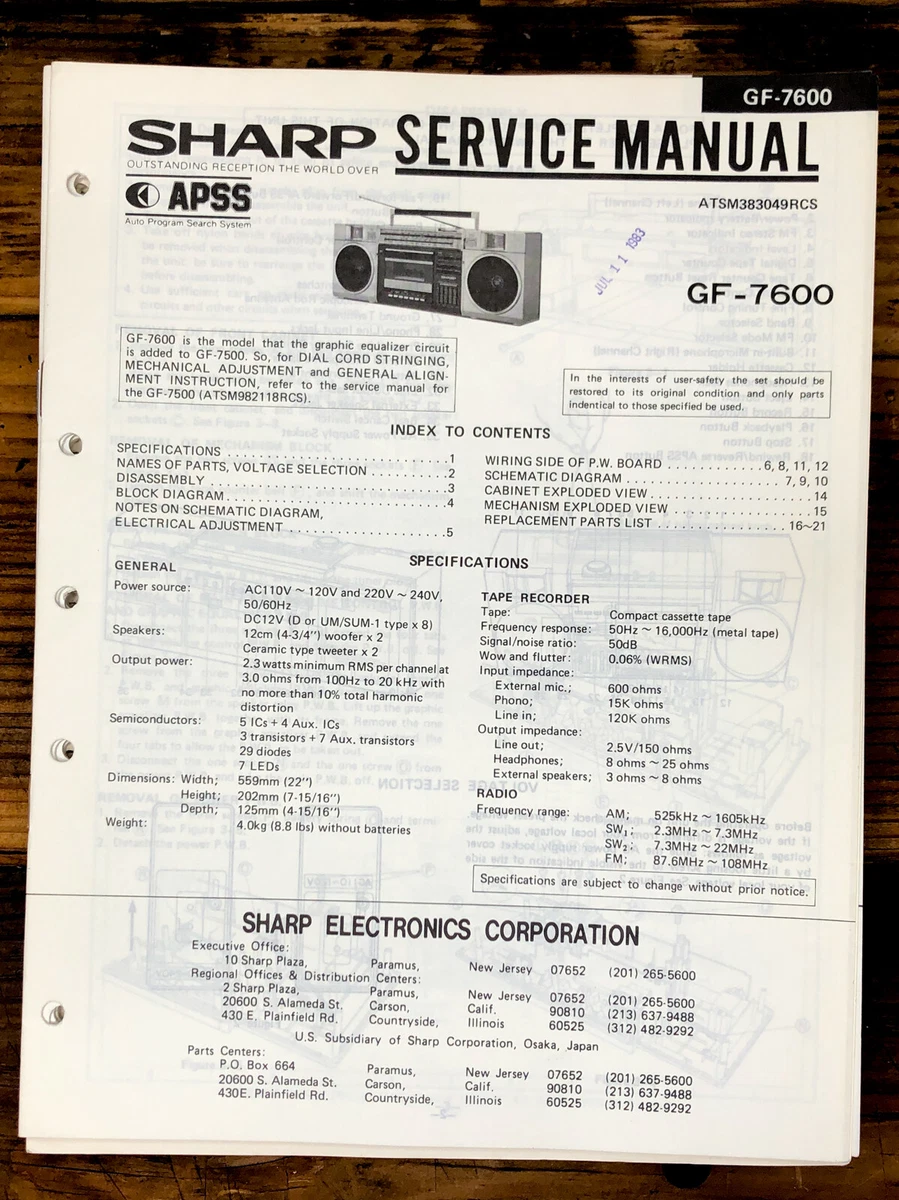 GF-7600
SHARP SERVICE MANUAL
OUTSTANDING RECEPTION THE WORLD OVER
APSS
Auto Program Search System
ATSM383049RCS
JUL 11 1983
GF-7600
GF-7600 is the model that the graphic equalizer circuit
is added to GF-7500. So, for DIAL CORD STRINGING,
MECHANICAL ADJUSTMENT and GENERAL ALIGN-
MENT INSTRUCTION, refer to the service manual for
the GF-7500 (ATSM982118RCS).
In the interests of user-safety the set should be
restored to its original condition and only parts
indentical to those specified be used.
INDEX TO CONTENTS
SPECIFICATIONS . . . . . . . . . . . . . . . . . . . . . . . . . . 1
NAMES OF PARTS, VOLTAGE SELECTION . . . . . . . . . 2
DISASSEMBLY . . . . . . . . . . . . . . . . . . . . . . . . . . . . 3
BLOCK DIAGRAM . . . . . . . . . . . . . . . . . . . . . . . . . . 4
NOTES ON SCHEMATIC DIAGRAM,
ELECTRICAL ADJUSTMENT . . . . . . . . . . . . . . . . . . 5
WIRING SIDE OF P.W. BOARD . . . . . . . . . . . 6, 8, 11, 12
SCHEMATIC DIAGRAM . . . . . . . . . . . . . . . . . . 7, 9, 10
CABINET EXPLODED VIEW . . . . . . . . . . . . . . . . . . . 14
MECHANISM EXPLODED VIEW . . . . . . . . . . . . . . . . 15
REPLACEMENT PARTS LIST . . . . . . . . . . . . . . . 16~21
SPECIFICATIONS
GENERAL
Power source: AC110V ~ 120V and 220V ~ 240V,
50/60Hz
DC12V (D or UM/SUM-1 type x 8)
Speakers: 12cm (4-3/4") woofer x 2
Ceramic type tweeter x 2
Output power: 2.3 watts minimum RMS per channel at
3.0 ohms from 100Hz to 20 kHz with
no more than 10% total harmonic
distortion
Semiconductors: 5 ICs + 4 Aux. ICs
3 transistors + 7 Aux. transistors
29 diodes
7 LEDs
Dimensions: Width; 559mm (22")
Height; 202mm (7-15/16")
Depth; 125mm (4-15/16")
Weight: 4.0kg (8.8 lbs) without batteries
TAPE RECORDER
Tape: Compact cassette tape
Frequency response: 50Hz ~ 16,000Hz (metal tape)
Signal/noise ratio: 50dB
Wow and flutter: 0.06% (WRMS)
Input impedance:
External mic.; 600 ohms
Phono; 15K ohms
Line in; 120K ohms
Output impedance:
Line out; 2.5V/150 ohms
Headphones; 8 ohms ~ 25 ohms
External speakers; 3 ohms ~ 8 ohms
RADIO
Frequency range: AM; 525kHz ~ 1605kHz
SW1; 2.3MHz ~ 7.3MHz
SW2; 7.3MHz ~ 22MHz
FM; 87.6MHz ~ 108MHz
Specifications are subject to change without prior notice.
SHARP ELECTRONICS CORPORATION
Executive Office:
10 Sharp Plaza, Paramus, New Jersey 07652 (201) 265-5600
Regional Offices & Distribution Centers:
2 Sharp Plaza, Paramus, New Jersey 07652 (201) 265-5600
20600 S. Alameda St. Carson, Calif. 90810 (213) 637-9488
430 E. Plainfield Rd. Countryside, Illinois 60525 (312) 482-9292
U.S. Subsidiary of Sharp Corporation, Osaka, Japan
Parts Centers:
P.O. Box 664 Paramus, New Jersey 07652 (201) 265-5600
20600 S. Alameda St. Carson, Calif. 90810 (213) 637-9488
430E. Plainfield Rd. Countryside, Illinois 60525 (312) 482-9292